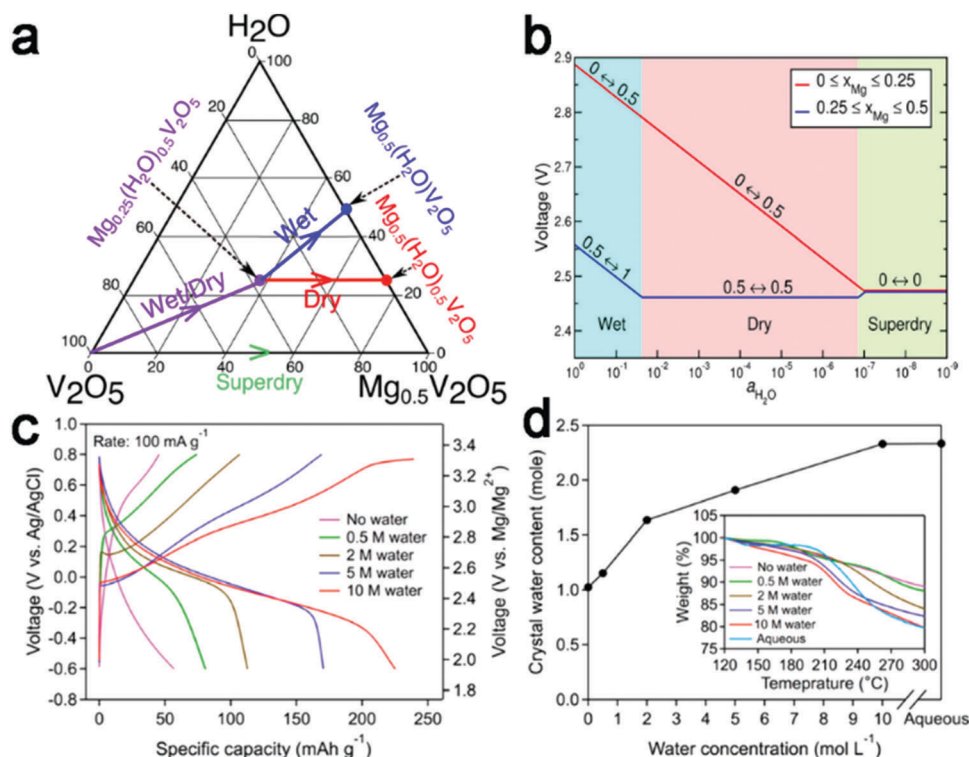 a
H2O
0
100
20
80
40
60
60
40
80
20
100
0
0
20
40
60
80
100
V2O5
Mg0.5V2O5
Mg0.25(H2O)0.5V2O5
Mg0.5(H2O)V2O5
Mg0.5(H2O)0.5V2O5
Wet/Dry
Wet
Dry
Superdry
b
2.9
2.8
2.7
2.6
2.5
2.4
Voltage (V)
0 ≤ xMg ≤ 0.25
0.25 ≤ xMg ≤ 0.5
0↔0.5
0↔0.5
0.5↔1
0.5↔0.5
0↔0
Wet
Dry
Superdry
10^0 10^-1 10^-2 10^-3 10^-4 10^-5 10^-6 10^-7 10^-8 10^-9
aH2O
c
Rate: 100 mA g^-1
1.0
0.8
0.6
0.4
0.2
0.0
-0.2
-0.4
-0.6
-0.8
Voltage (V vs. Ag/AgCl)
3.4
3.2
3.0
2.8
2.6
2.4
2.2
2.0
1.8
Voltage (V vs. Mg/Mg^2+)
No water
0.5 M water
2 M water
5 M water
10 M water
0 50 100 150 200 250
Specific capacity (mAh g^-1)
d
2.5
2.0
1.5
1.0
0.5
0.0
Crystal water content (mole)
100
95
90
85
80
75
Weight (%)
No water
0.5 M water
2 M water
5 M water
10 M water
Aqueous
120 150 180 210 240 270 300
Temeprature (°C)
0 1 2 3 4 5 6 7 8 9 10 Aqueous
Water concentration (mol L^-1)